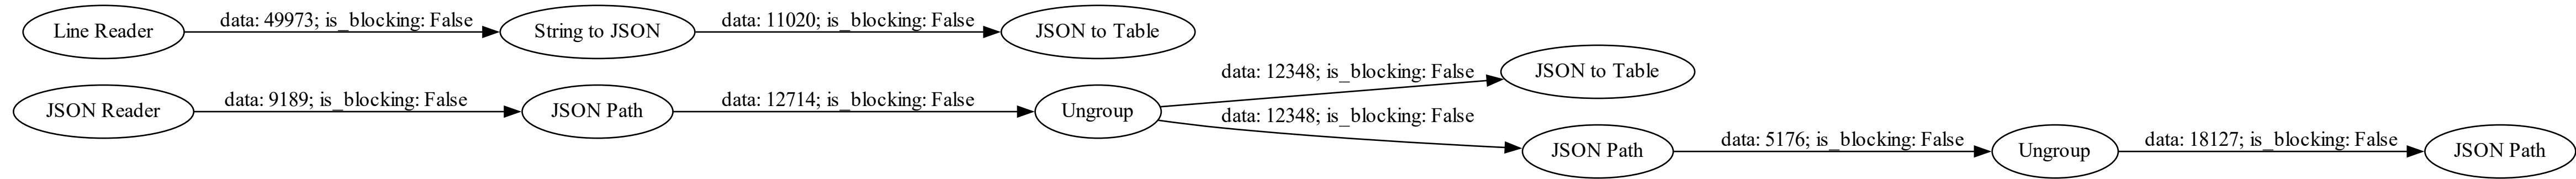 Line Reader
data: 49973; is_blocking: False
String to JSON
data: 11020; is_blocking: False
JSON to Table
JSON Reader
data: 9189; is_blocking: False
JSON Path
data: 12714; is_blocking: False
Ungroup
data: 12348; is_blocking: False
JSON to Table
data: 12348; is_blocking: False
JSON Path
data: 5176; is_blocking: False
Ungroup
data: 18127; is_blocking: False
JSON Path